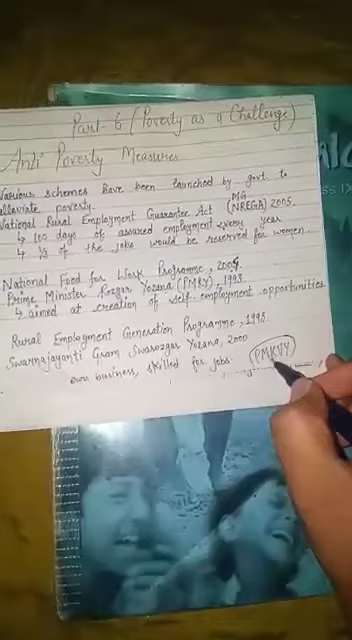 Part-6 (Poverty as a Challenge)
Anti Poverty Measures
Various schemes have been launched by govt. to
alleviate poverty.
National Rural Employment Guarantee Act (MG NREGA) 2005.
↳ 100 days of assured employment every year
↳ 1/3 of the jobs would be reserved for women.
National Food for Work Programme, 2004.
Prime Minister Rozgar Yozana (PMRY), 1993.
→ aimed at creation of self-employment opportunities
Rural Employment Generation Programme, 1995
Swarnajayanti Gram Swarozgar Yozana, 2000
own business, skilled for jobs. PMKVY
ss IX